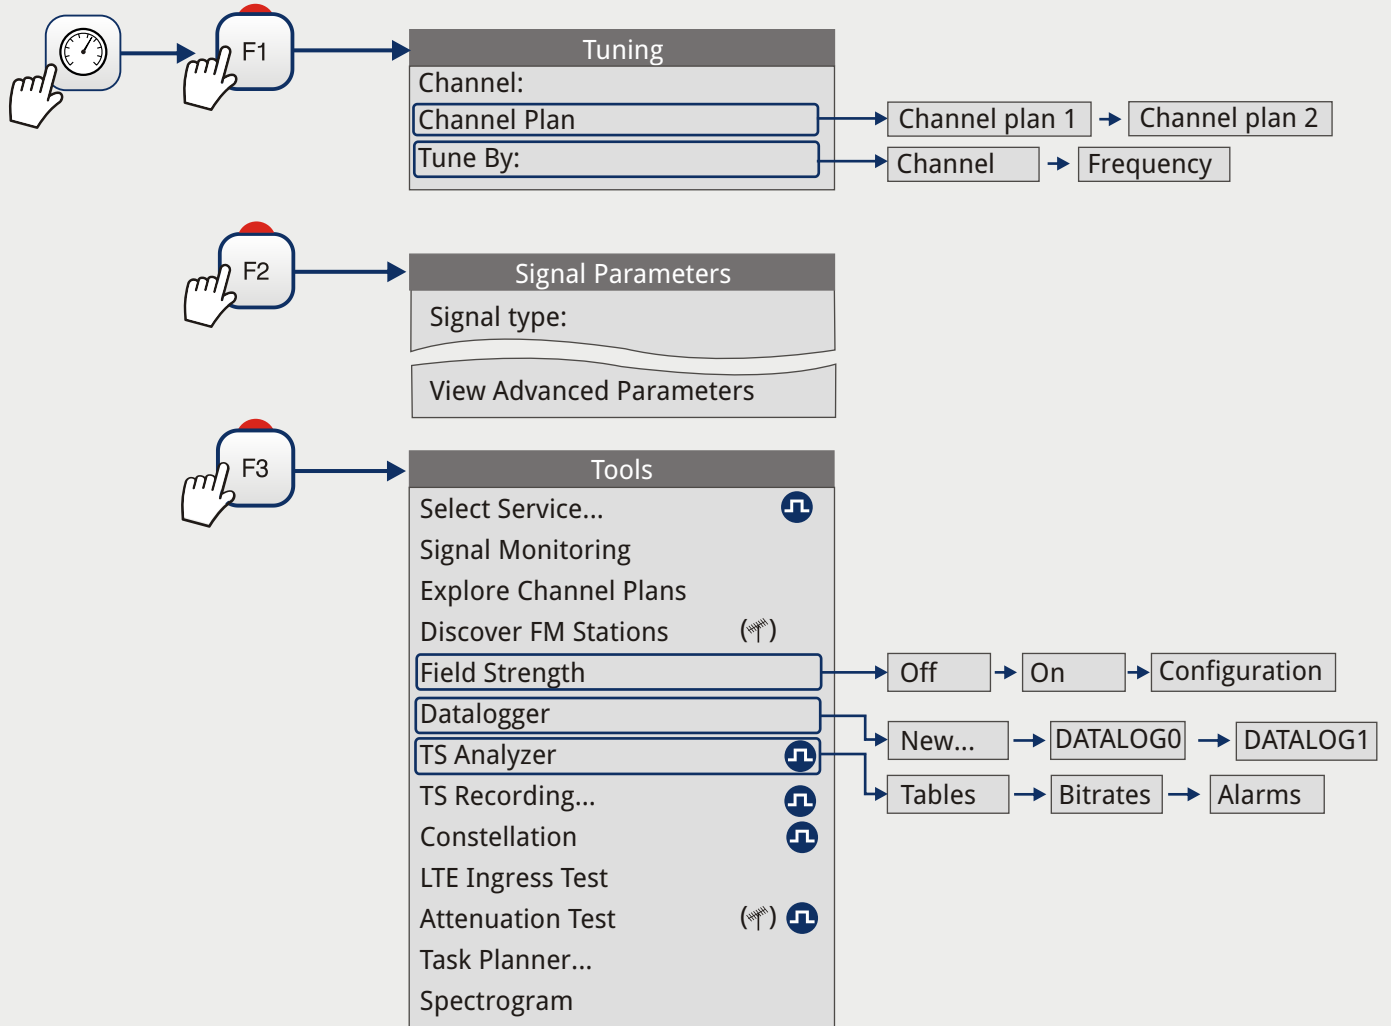 F1
Tuning
Channel:
Channel Plan
Channel plan 1
Channel plan 2
Tune By:
Channel
Frequency
F2
Signal Parameters
Signal type:
View Advanced Parameters
F3
Tools
Select Service...
Signal Monitoring
Explore Channel Plans
Discover FM Stations
Field Strength
Off
On
Configuration
Datalogger
New...
DATALOG0
DATALOG1
TS Analyzer
Tables
Bitrates
Alarms
TS Recording...
Constellation
LTE Ingress Test
Attenuation Test
Task Planner...
Spectrogram